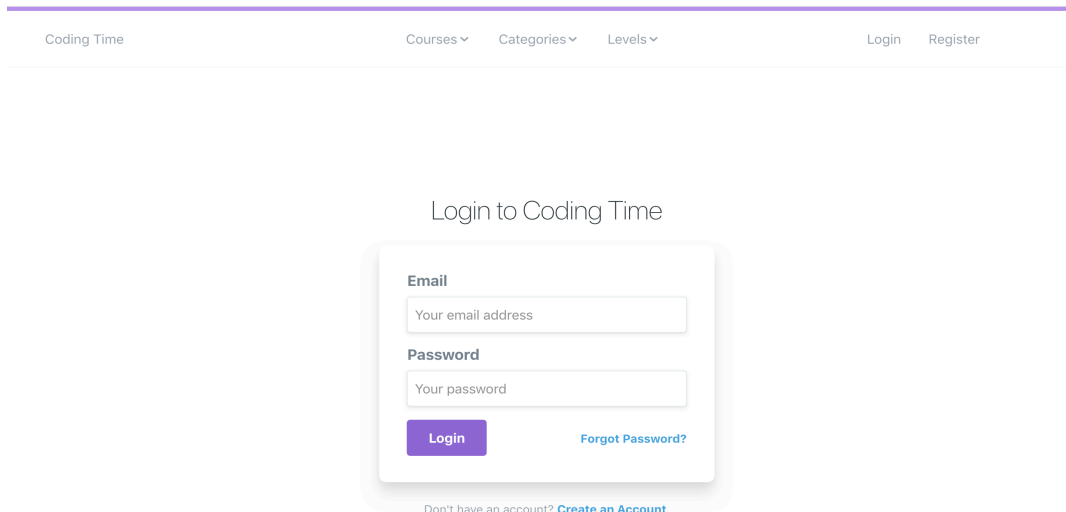 Coding Time Courses Categories Levels Login Register
Login to Coding Time
Email
Your email address
Password
Your password
Login Forgot Password?
Don't have an account? Create an Account